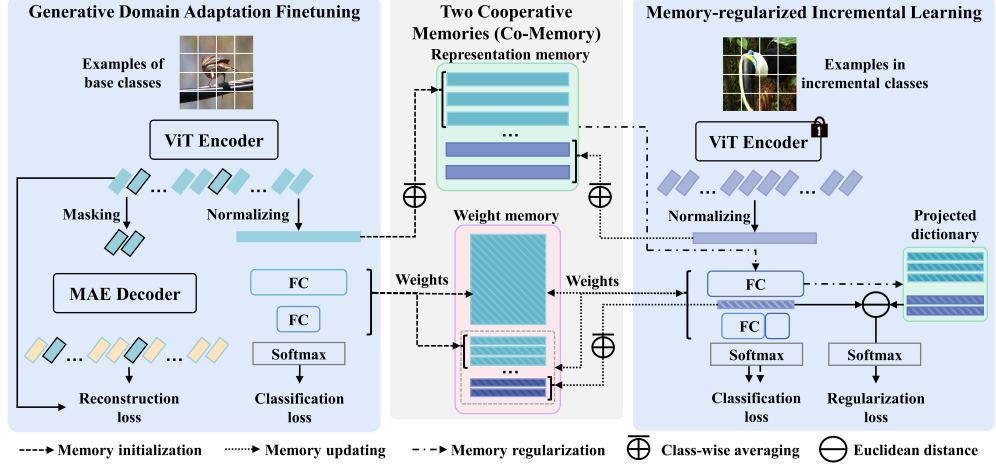 Generative Domain Adaptation Finetuning
Examples of
base classes
ViT Encoder
...
...
...
Masking
Normalizing
MAE Decoder
FC
FC
...
...
...
Softmax
Reconstruction
loss
Classification
loss
Two Cooperative
Memories (Co-Memory)
Representation memory
...
Weight memory
Weights
Weights
...
Memory-regularized Incremental Learning
Examples in
incremental classes
ViT Encoder
...
...
...
Normalizing
Projected
dictionary
FC
FC
Softmax
Softmax
Classification
loss
Regularization
loss
Memory initialization
Memory updating
Memory regularization
Class-wise averaging
Euclidean distance